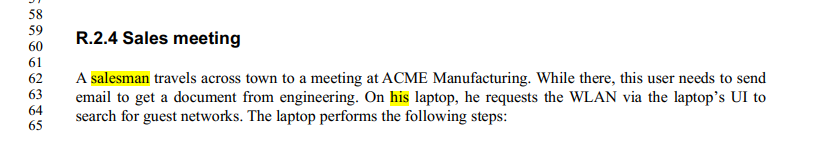 58
59
60
R.2.4 Sales meeting
61
62 A salesman travels across town to a meeting at ACME Manufacturing. While there, this user needs to send
63 email to get a document from engineering. On his laptop, he requests the WLAN via the laptop's UI to
64 search for guest networks. The laptop performs the following steps:
65